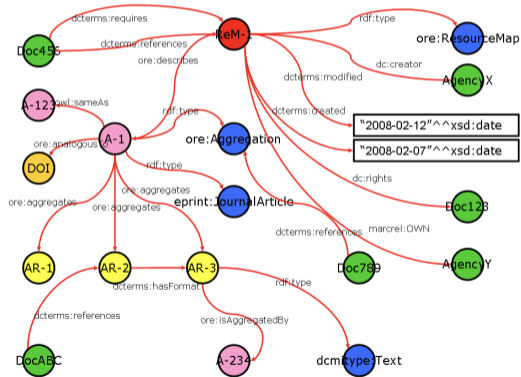 dcterms:requires
rdf:type
Doc456
dcterms:references
ReM-1
ore:ResourceMap
ore:describes
dc:creator
dcterms:modified
AgencyX
A-123
owl:sameAs
rdf:type
dcterms:created
"2008-02-12"^^xsd:date
A-1
ore:Aggregation
ore:analogous
"2008-02-07"^^xsd:date
DOI
rdf:type
dc:rights
ore:aggregates
ore:aggregates
ore:aggregates
eprint:JournalArticle
Doc123
dcterms:references
marcrel:OWN
AR-1
AR-2
AR-3
Doc789
AgencyY
dcterms:hasFormat
rdf:type
dcterms:references
ore:isAggregatedBy
DocABC
A-234
dcmitype:Text